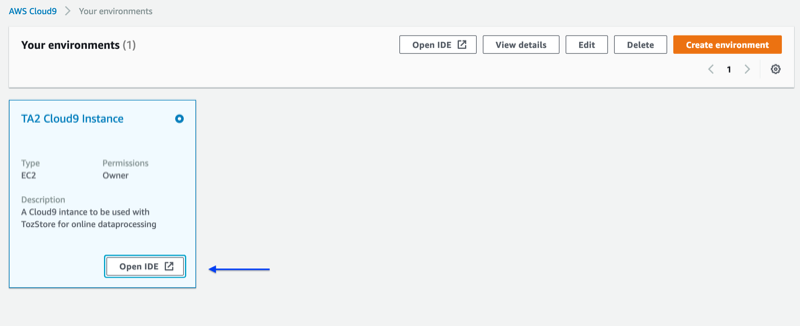 AWS Cloud9 > Your environments
Your environments (1)
Open IDE
View details
Edit
Delete
Create environment
< 1 >
TA2 Cloud9 Instance
Type
Permissions
EC2
Owner
Description
A Cloud9 intance to be used with
TozStore for online dataprocessing
Open IDE